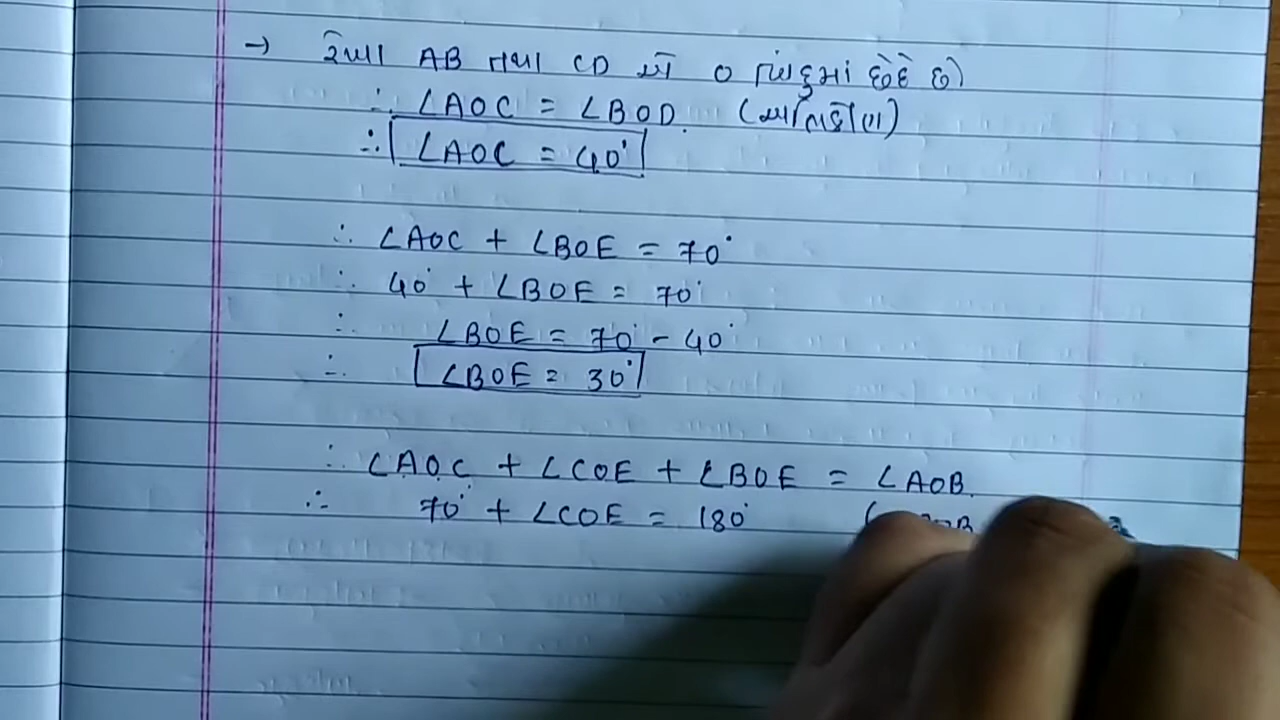 → રેખા AB તથા CD એ O બિંદુમાં છેદે છે
∴ ∠AOC = ∠BOD. (અભિકોણ)
∴ ∠AOC = 40°
∴ ∠AOC + ∠BOE = 70°
∴ 40° + ∠BOE = 70°
∴ ∠BOE = 70° - 40°
∴ ∠BOE = 30°
∴ ∠AOC + ∠COE + ∠BOE = ∠AOB.
∴ 70° + ∠COE = 180° (